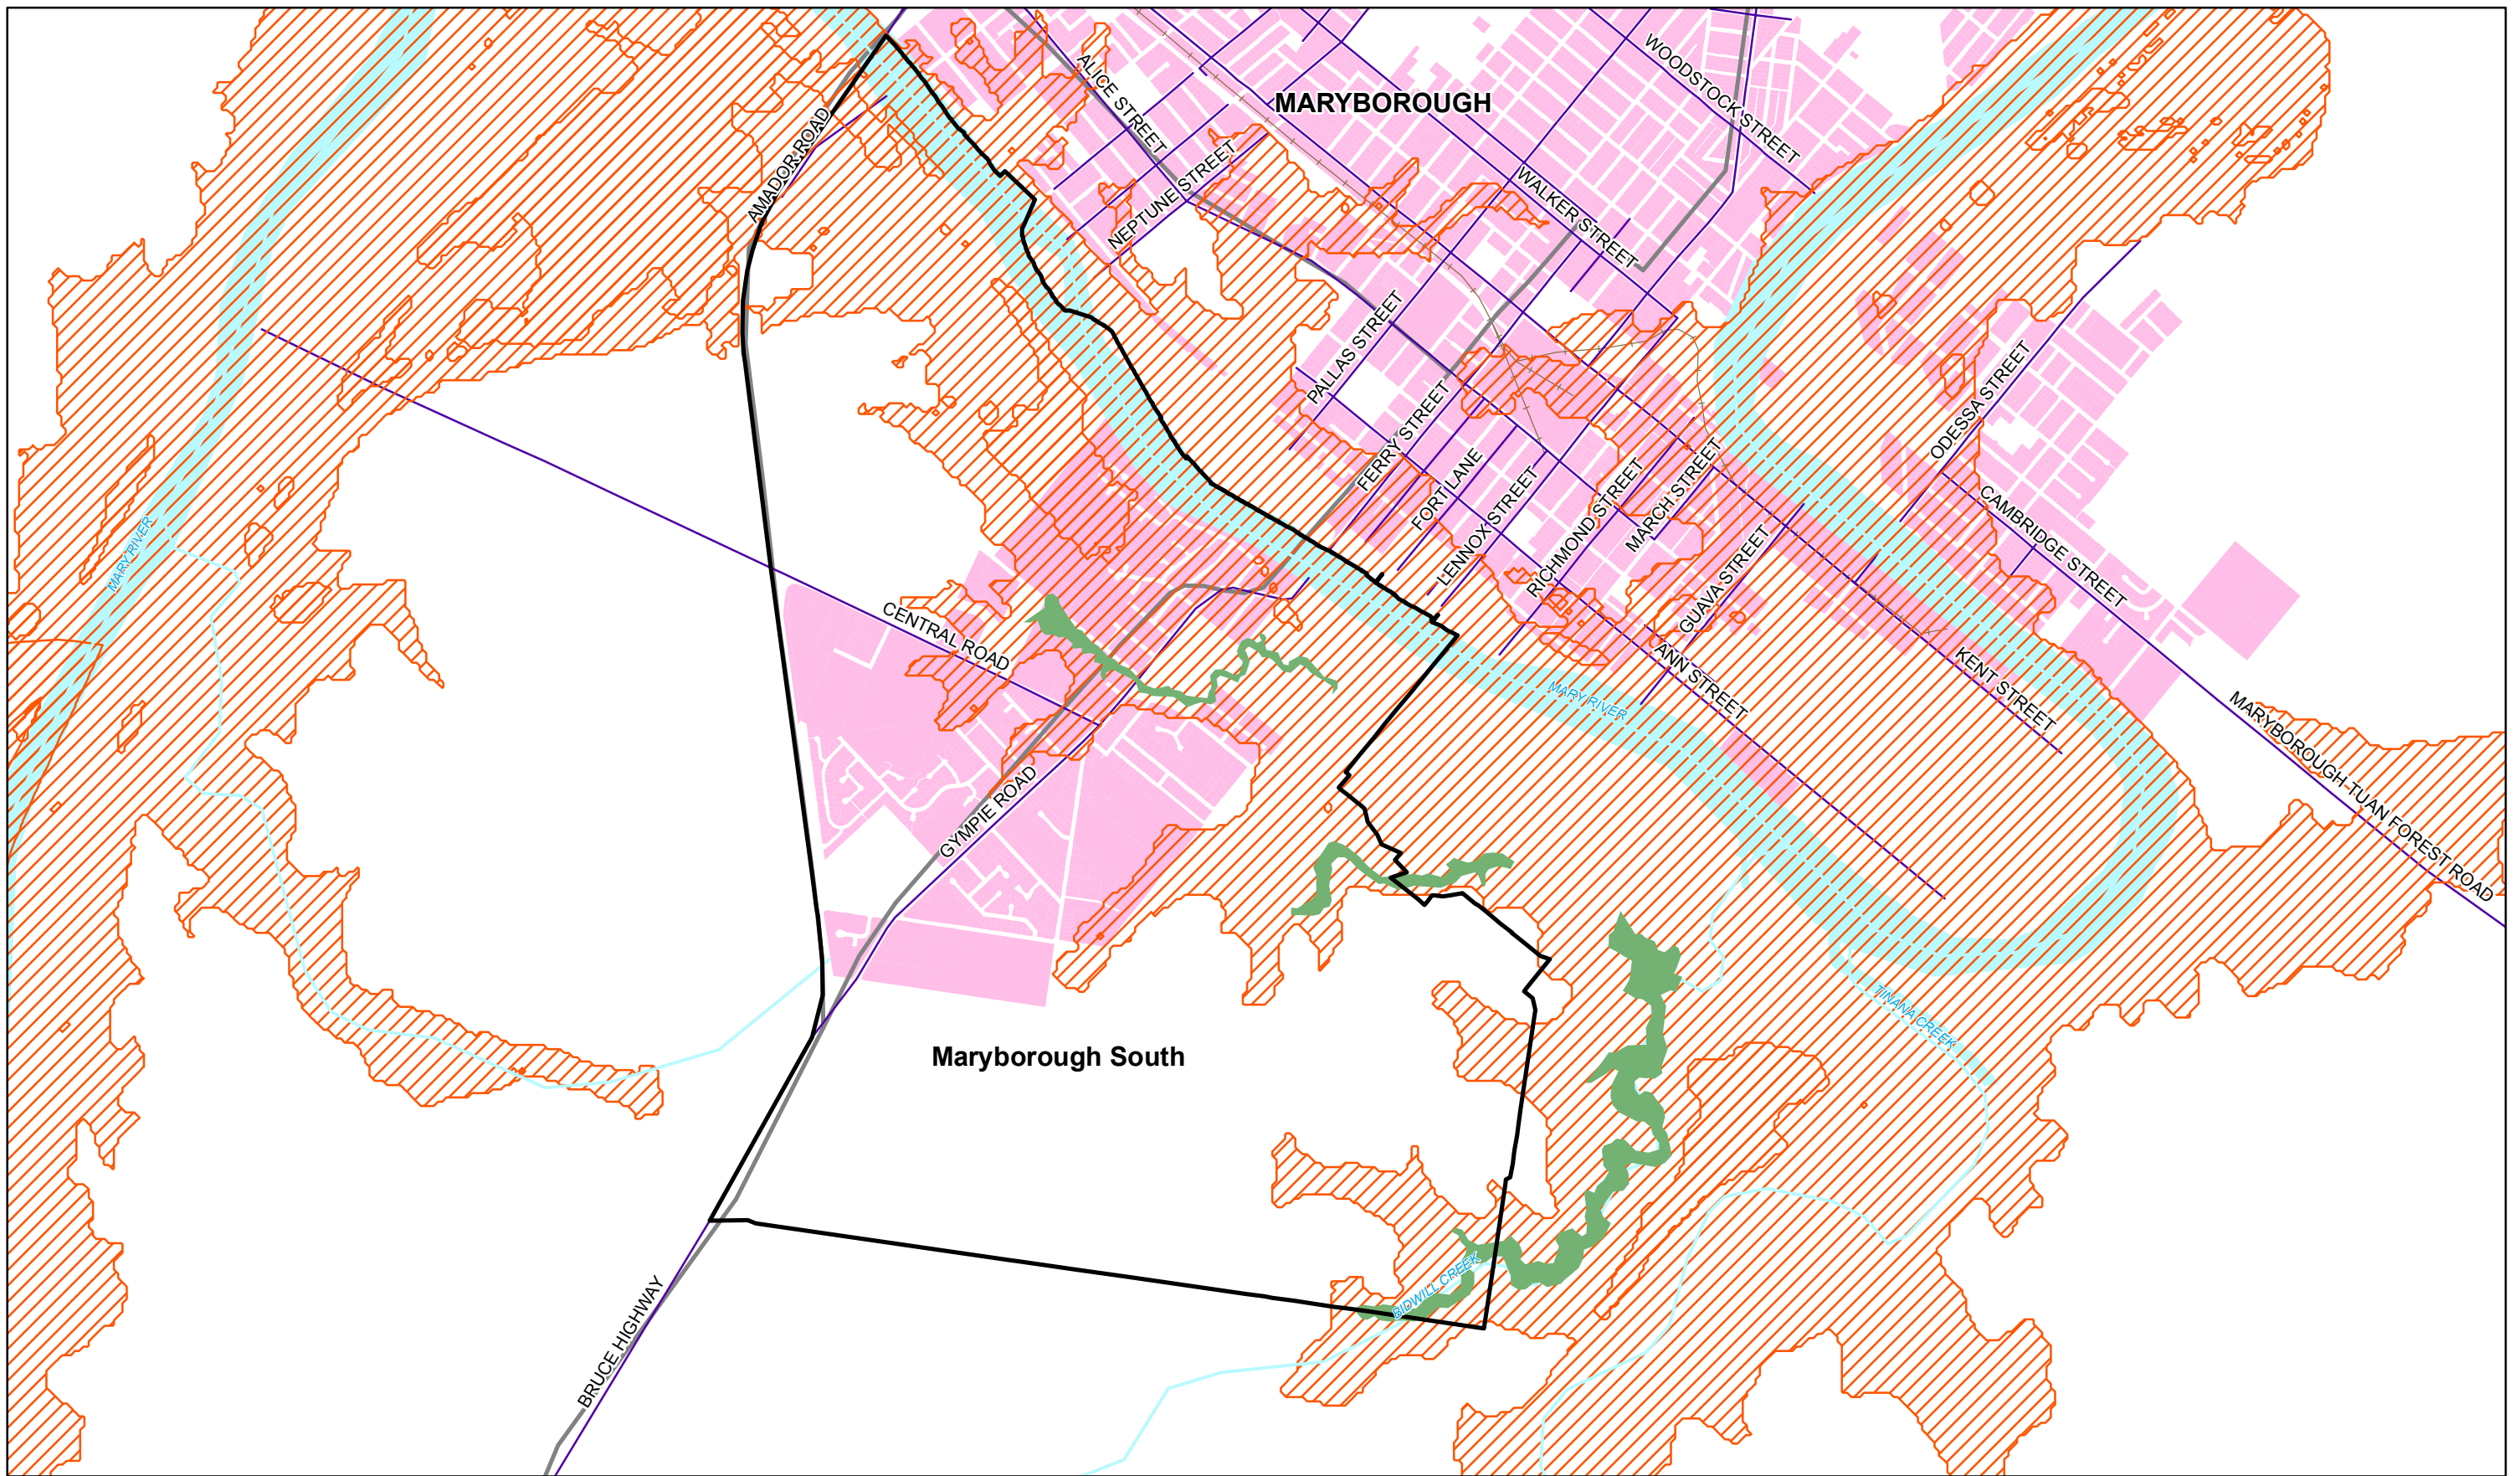 WOODSTOCK STREET
ALICE STREET
MARYBOROUGH
AMADOR ROAD
NEPTUNE STREET
WALKER STREET
PALLAS STREET
ODESSA STREET
FERRY STREET
FORT LANE
LENNOX STREET
RICHMOND STREET
MARCH STREET
CAMBRIDGE STREET
MARY RIVER
GUAVA STREET
CENTRAL ROAD
ANN STREET
KENT STREET
MARY RIVER
MARYBOROUGH TUAN FOREST ROAD
GYMPIE ROAD
TINANA CREEK
Maryborough South
BIDWILL CREEK
BRUCE HIGHWAY